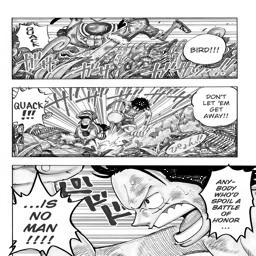 BIRD!!!
QUACK
!!!
DON'T
LET 'EM
GET
AWAY!!
ANY-
BODY WHO'D
SPOIL A
BATTLE
OF
HONOR
...
...IS
NO
MAN
!!!!